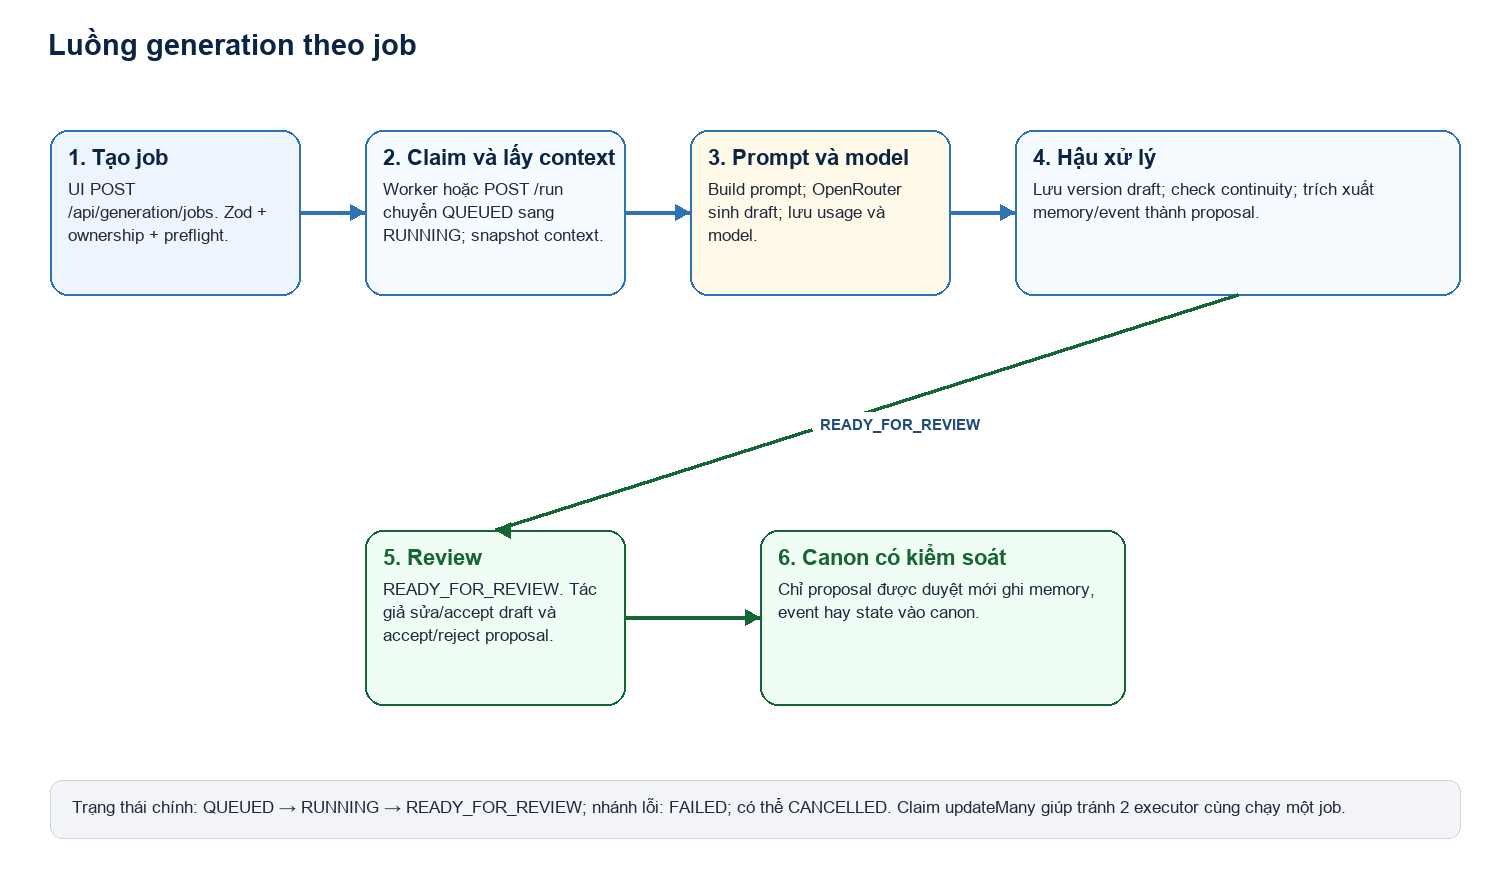 Luồng generation theo job
1. Tạo job
UI POST
/api/generation/jobs. Zod +
ownership + preflight.
2. Claim và lấy context
Worker hoặc POST /run
chuyển QUEUED sang
RUNNING; snapshot context.
3. Prompt và model
Build prompt; OpenRouter
sinh draft; lưu usage và
model.
4. Hậu xử lý
Lưu version draft; check continuity; trích xuất
memory/event thành proposal.
READY_FOR_REVIEW
5. Review
READY_FOR_REVIEW. Tác
giả sửa/accept draft và
accept/reject proposal.
6. Canon có kiểm soát
Chỉ proposal được duyệt mới ghi memory,
event hay state vào canon.
Trạng thái chính: QUEUED → RUNNING → READY_FOR_REVIEW; nhánh lỗi: FAILED; có thể CANCELLED. Claim updateMany giúp tránh 2 executor cùng chạy một job.